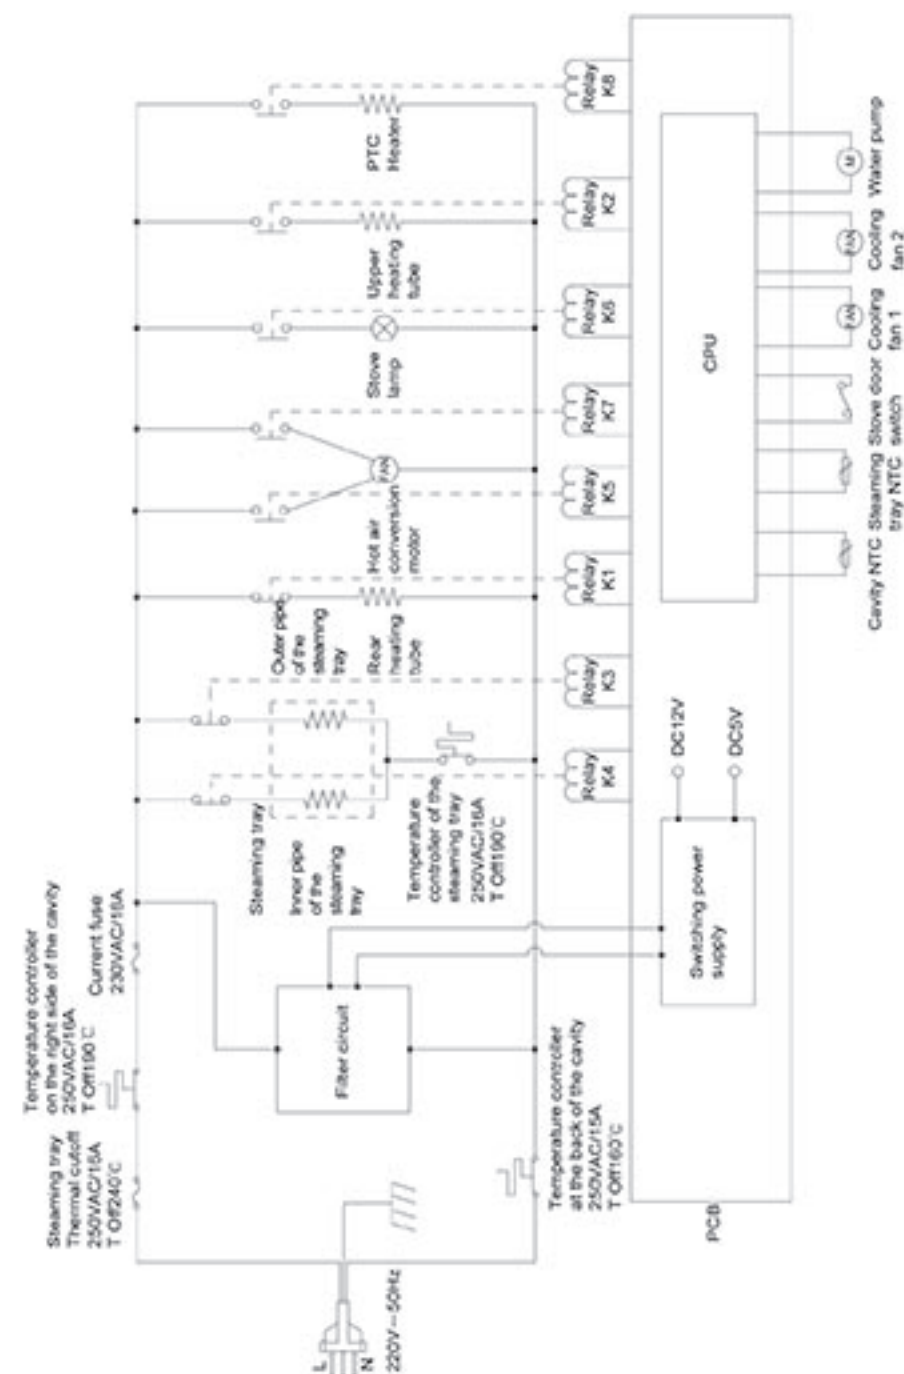 Steaming tray
Thermal cutoff
250VAC/15A
T Off240℃
Temperature controller
on the right side of the cavity
250VAC/16A
T Off190℃
Current fuse
230VAC/16A
L
N
220V~50Hz
Filter circuit
Temperature controller
at the back of the cavity
250VAC/15A
T Off160℃
Steaming tray
Inner pipe
of the
steaming
tray
Outer pipe
of the
steaming
tray
Temperature
controller of the
steaming tray
250VAC/16A
T Off190℃
Rear
heating
tube
Hot air
conversion
motor
FAN
Stove
lamp
Upper
heating
tube
PTC
Heater
Relay
K4
Relay
K3
Relay
K1
Relay
K5
Relay
K7
Relay
K6
Relay
K2
Relay
K8
PCB
Switching power
supply
DC12V
DC5V
CPU
Cavity NTC
Steaming
tray NTC
Stove door
switch
Cooling
fan 1
FAN
Cooling
fan 2
FAN
Water pump
M